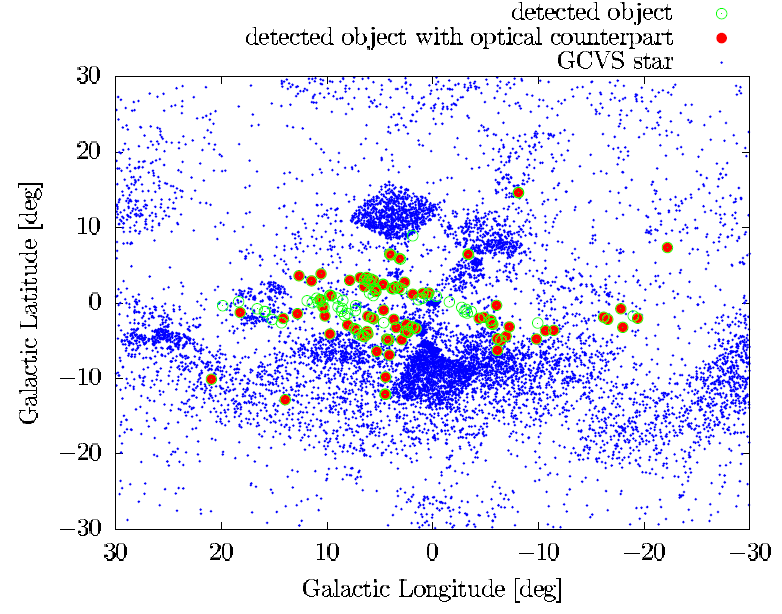 detected object
detected object with optical counterpart
GCVS star
30
20
10
0
−10
−20
−30
Galactic Latitude [deg]
30 20 10 0 −10 −20 −30
Galactic Longitude [deg]